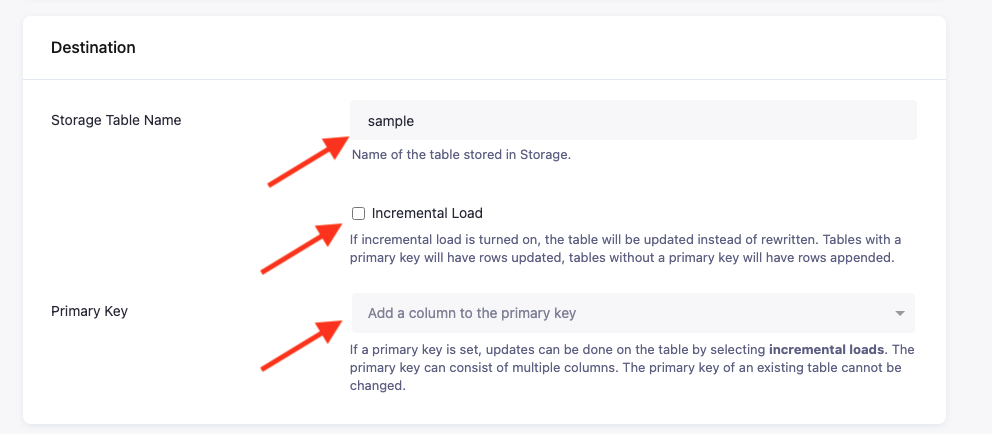 Destination
Storage Table Name
sample
Name of the table stored in Storage.
Incremental Load
If incremental load is turned on, the table will be updated instead of rewritten. Tables with a
primary key will have rows updated, tables without a primary key will have rows appended.
Primary Key
Add a column to the primary key
If a primary key is set, updates can be done on the table by selecting incremental loads. The
primary key can consist of multiple columns. The primary key of an existing table cannot be
changed.